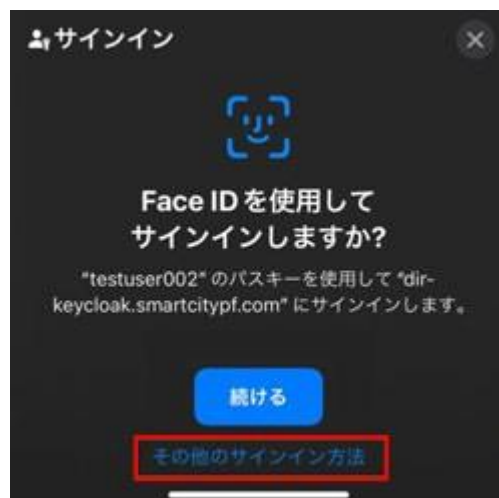 サインイン
Face IDを使用して
サインインしますか?
"testuser002"のパスキーを使用して"dir-
keycloak.smartcitypf.com"にサインインします。
続ける
その他のサインイン方法